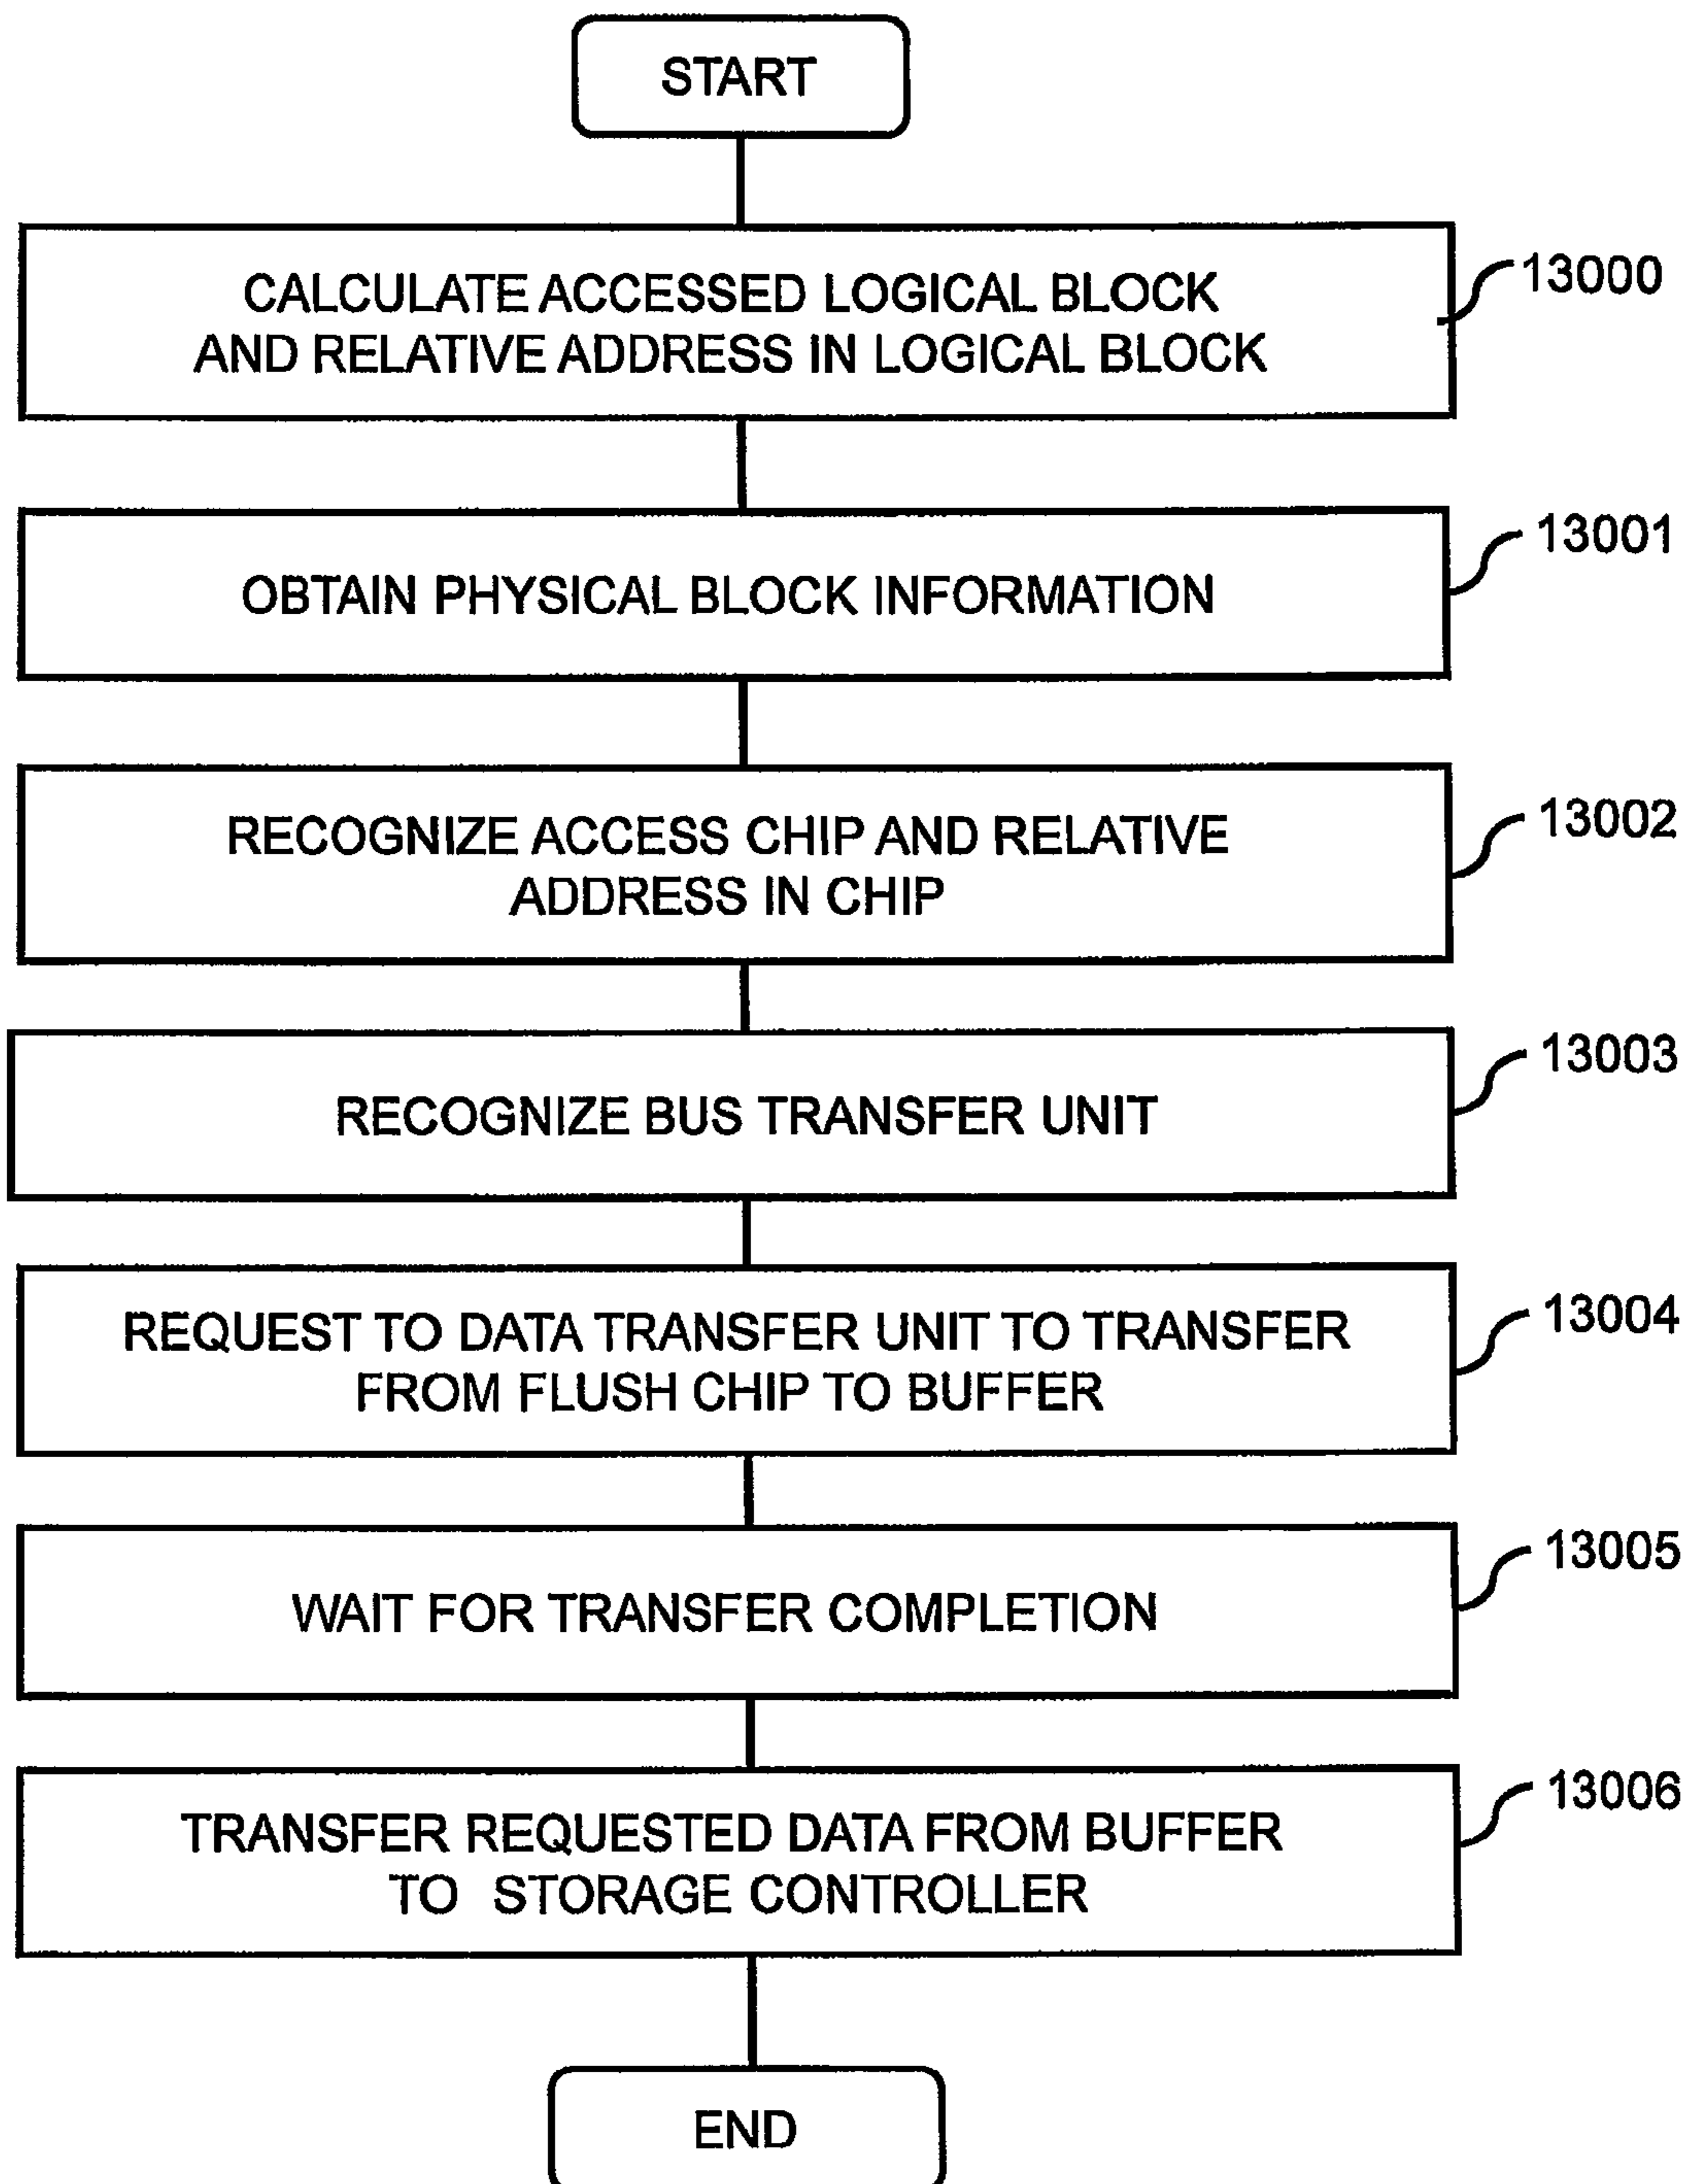 START
CALCULATE ACCESSED LOGICAL BLOCK
AND RELATIVE ADDRESS IN LOGICAL BLOCK
13000
OBTAIN PHYSICAL BLOCK INFORMATION
13001
RECOGNIZE ACCESS CHIP AND RELATIVE
ADDRESS IN CHIP
13002
RECOGNIZE BUS TRANSFER UNIT
13003
REQUEST TO DATA TRANSFER UNIT TO TRANSFER
FROM FLUSH CHIP TO BUFFER
13004
WAIT FOR TRANSFER COMPLETION
13005
TRANSFER REQUESTED DATA FROM BUFFER
TO STORAGE CONTROLLER
13006
END